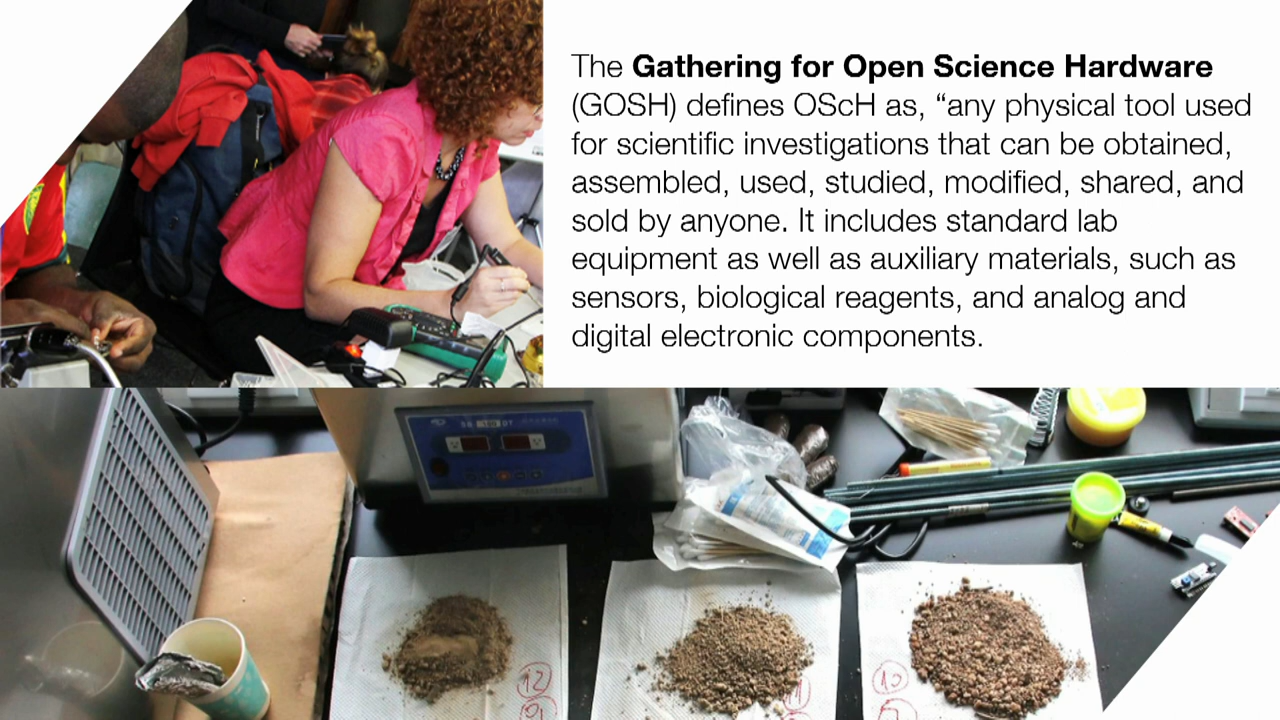 The Gathering for Open Science Hardware
(GOSH) defines OScH as, “any physical tool used
for scientific investigations that can be obtained,
assembled, used, studied, modified, shared, and
sold by anyone. It includes standard lab
equipment as well as auxiliary materials, such as
sensors, biological reagents, and analog and
digital electronic components.
12
10